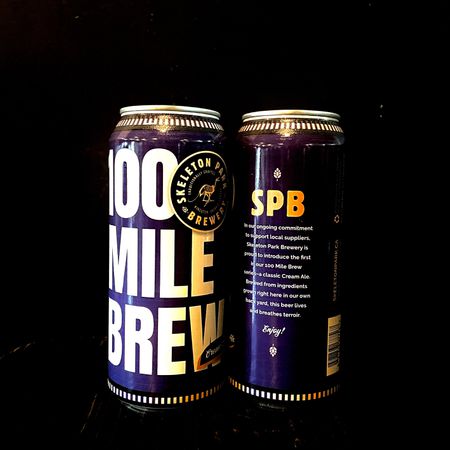 100
MILE
BREW
SKELETON PARK
BREWERY
SPB
In our ongoing commitment
to support local suppliers,
Skeleton Park Brewery is
proud to introduce the first
in our 100 Mile Brew
series–a classic Cream Ale.
Brewed from ingredients
grown right here in our own
back yard, this beer lives
and breathes terroir.
Enjoy!
SKELETONPARK.CA